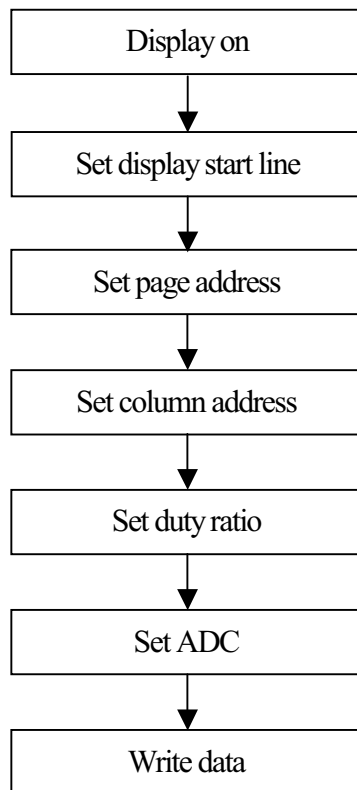 Display on
Set display start line
Set page address
Set column address
Set duty ratio
Set ADC
Write data